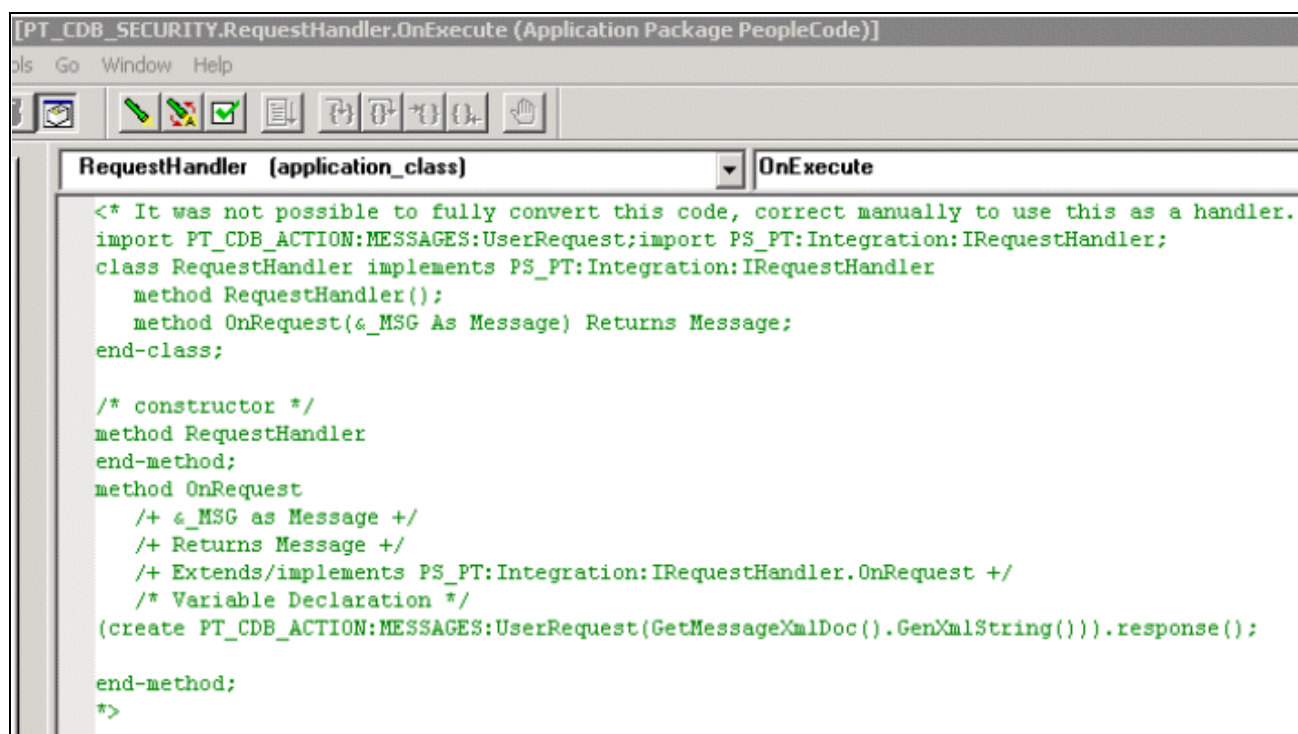 [PT_CDB_SECURITY.RequestHandler.OnExecute (Application Package PeopleCode)]
ols Go Window Help
RequestHandler (application_class) OnExecute
<* It was not possible to fully convert this code, correct manually to use this as a handler.
import PT_CDB_ACTION:MESSAGES:UserRequest;import PS_PT:Integration:IRequestHandler;
class RequestHandler implements PS_PT:Integration:IRequestHandler
method RequestHandler();
method OnRequest(&_MSG As Message) Returns Message;
end-class;
/* constructor */
method RequestHandler
end-method;
method OnRequest
/+ &_MSG as Message +/
/+ Returns Message +/
/+ Extends/implements PS_PT:Integration:IRequestHandler.OnRequest +/
/* Variable Declaration */
(create PT_CDB_ACTION:MESSAGES:UserRequest(GetMessageXmlDoc().GenXmlString())).response();
end-method;
*>